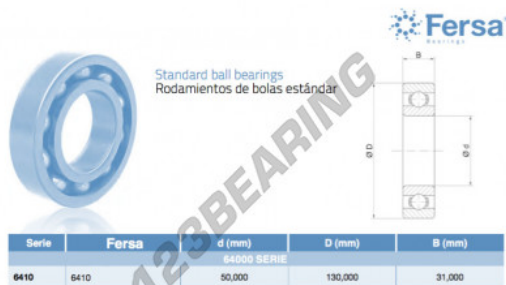 Fersa
Bearings
Standard ball bearings
Rodamientos de bolas estándar
B
Ø D
Ø d
123BEARING
Serie Fersa d (mm) D (mm) B (mm)
64000 SERIE
6410 6410 50,000 130,000 31,000